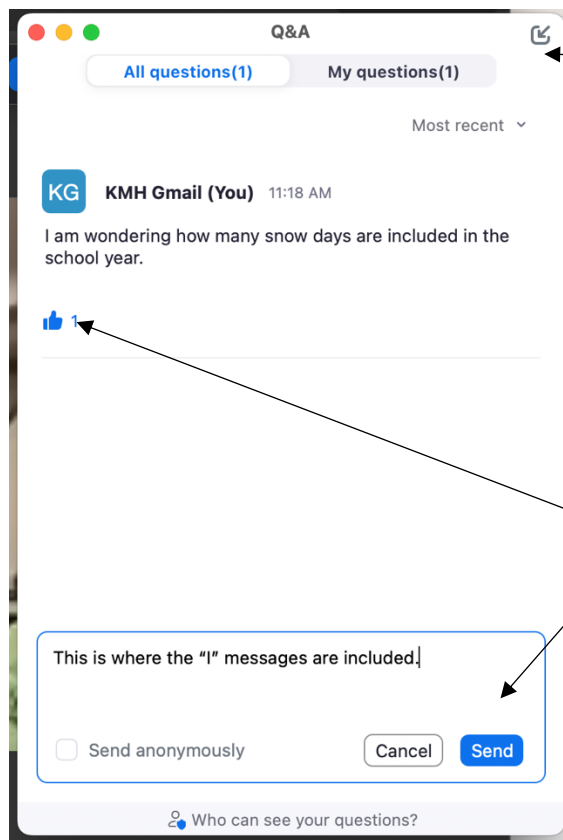 Q&A
All questions(1) My questions(1)
Most recent
KG KMH Gmail (You) 11:18 AM
I am wondering how many snow days are included in the
school year.
1
This is where the “I” messages are included.
Send anonymously Cancel Send
Who can see your questions?